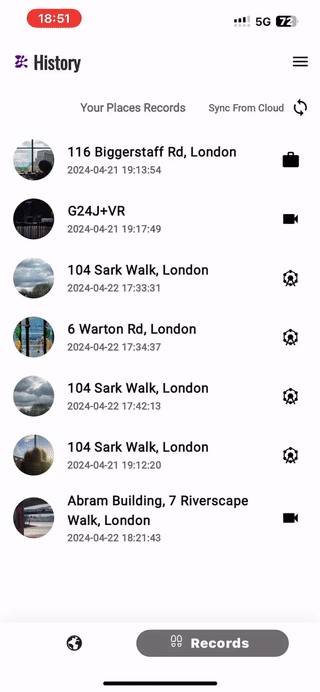 18:51
5G
72
History
Your Places Records
Sync From Cloud
116 Biggerstaff Rd, London
2024-04-21 19:13:54
G24J+VR
2024-04-21 19:17:49
104 Sark Walk, London
2024-04-22 17:33:31
6 Warton Rd, London
2024-04-22 17:34:37
104 Sark Walk, London
2024-04-22 17:42:13
104 Sark Walk, London
2024-04-21 19:12:20
Abram Building, 7 Riverscape
Walk, London
2024-04-22 18:21:43
Records